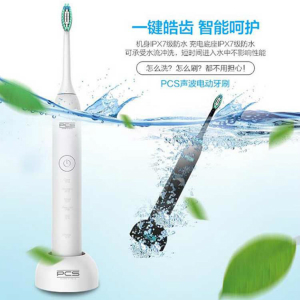 一键皓齿 智能呵护
机身IPX7级防水 充电底座IPX7级防水
可承受水流冲洗、短时间进入水中不影响性能
怎么洗？怎么刷？都不用担心！
PCS声波电动牙刷
PCS